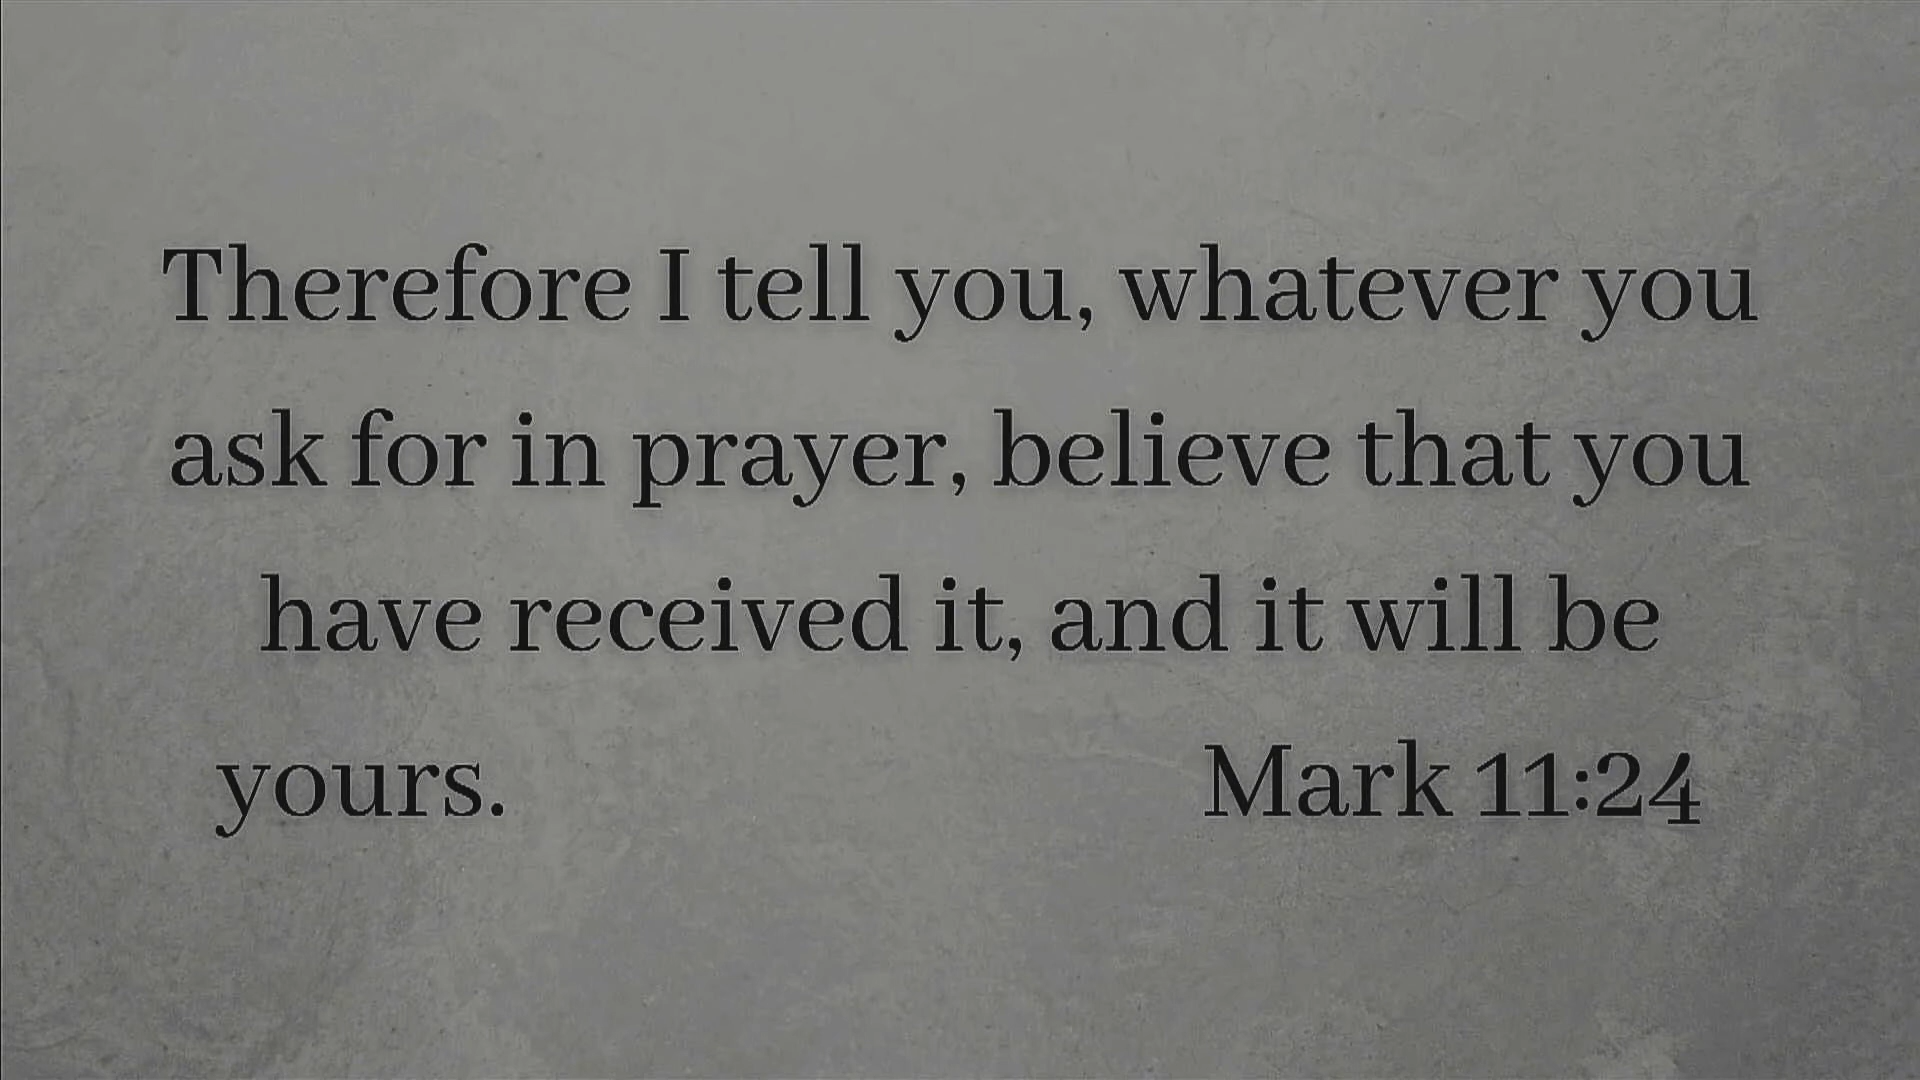 Therefore I tell you, whatever you
ask for in prayer, believe that you
have received it, and it will be
yours. Mark 11:24